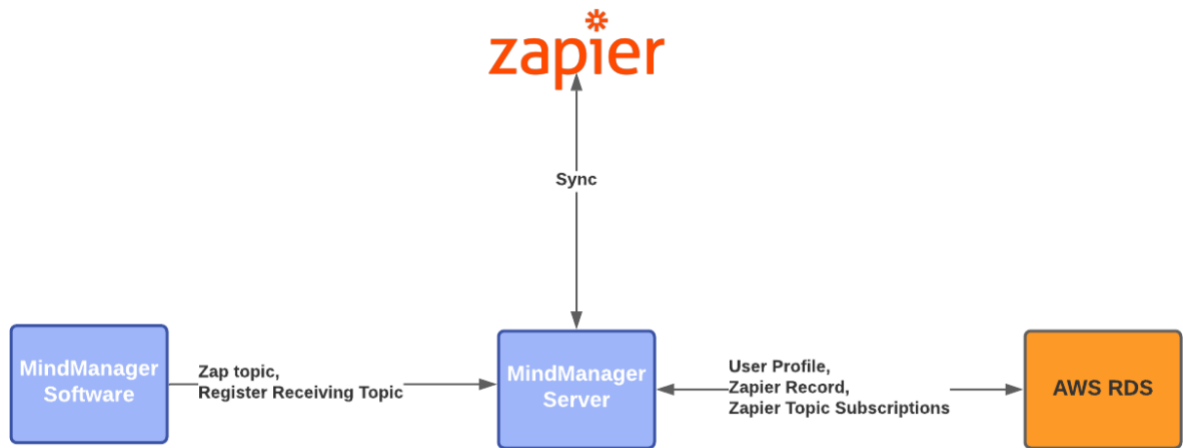 zapier
Sync
MindManager
Software
Zap topic,
Register Receiving Topic
MindManager
Server
User Profile,
Zapier Record,
Zapier Topic Subscriptions
AWS RDS